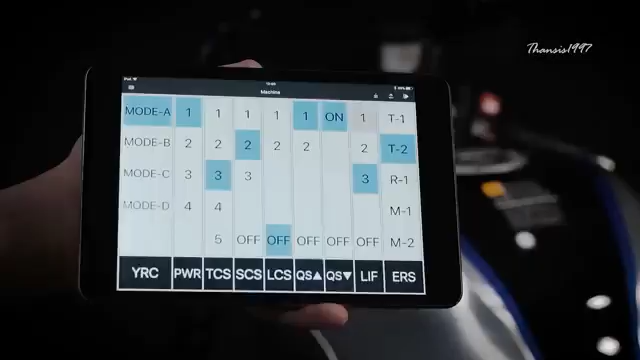 Thansis1997
Machine
MODE-A 1 1 1 1 1 ON 1 T-1
MODE-B 2 2 2 2 2 2 T-2
MODE-C 3 3 3 3 R-1
MODE-D 4 4 M-1
5 OFF OFF OFF OFF OFF M-2
YRC PWR TCS SCS LCS QS▲ QS▼ LIF ERS